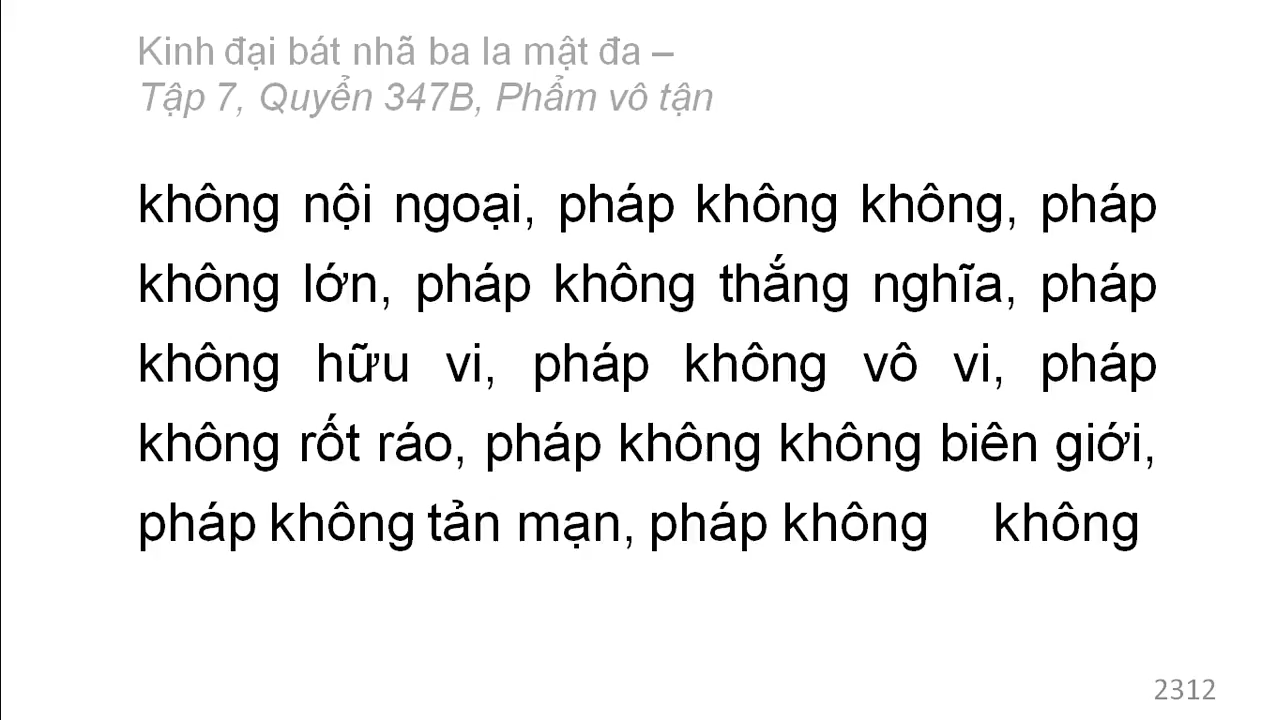 Kinh đại bát nhã ba la mật đa –
Tập 7, Quyển 347B, Phẩm vô tận
không nội ngoại, pháp không không, pháp
không lớn, pháp không thắng nghĩa, pháp
không hữu vi, pháp không vô vi, pháp
không rốt ráo, pháp không không biên giới,
pháp không tản mạn, pháp không không
2312